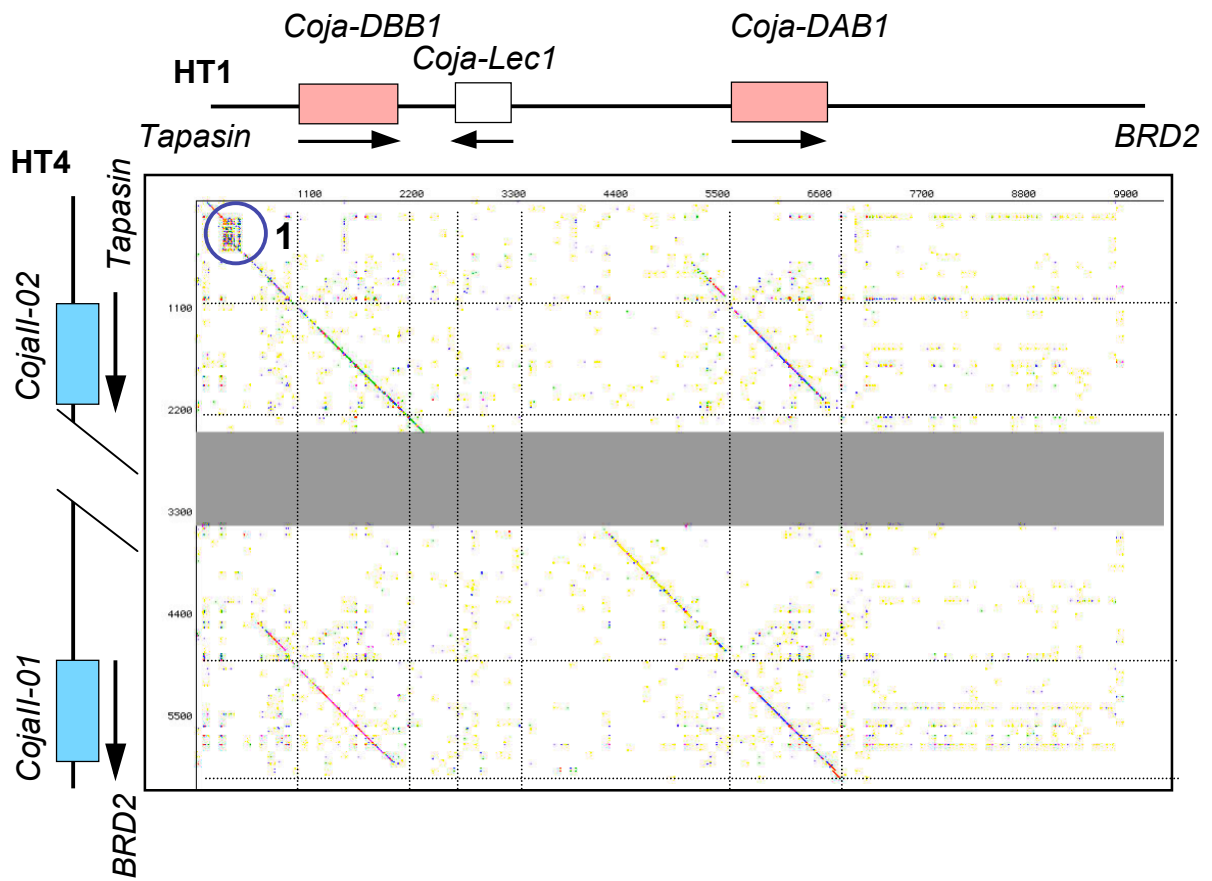 Coja-DBB1
Coja-Lec1
Coja-DAB1
HT1
Tapasin
BRD2
HT4
Tapasin
1100 2200 3300 4400 5500 6600 7700 8800 9900
1
CojaII-02
1100
2200
3300
4400
CojaII-01
5500
BRD2